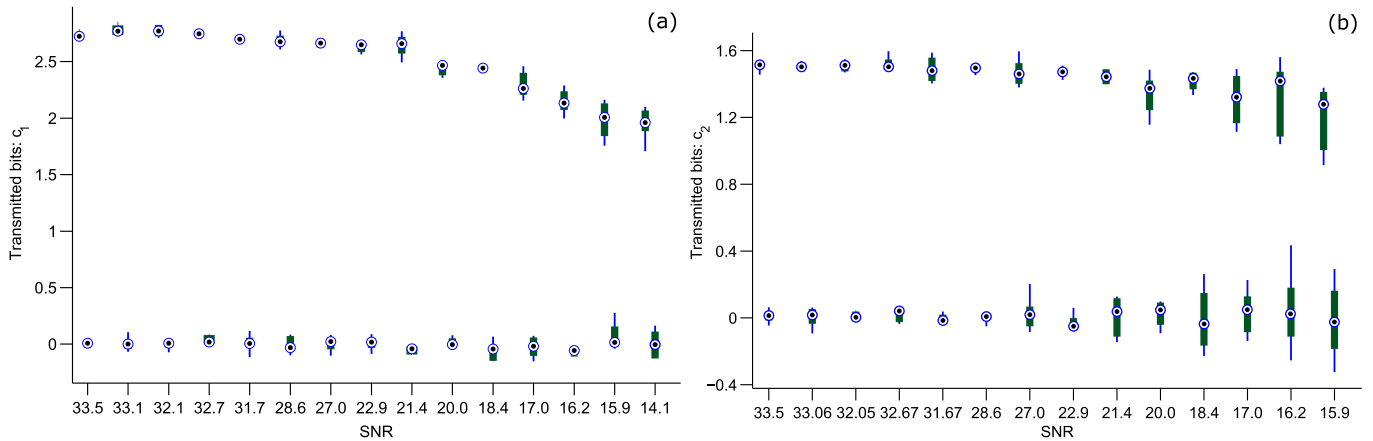 (a)
Transmitted bits: c1
2.5
2
1.5
1
0.5
0
33.5 33.1 32.1 32.7 31.7 28.6 27.0 22.9 21.4 20.0 18.4 17.0 16.2 15.9 14.1
SNR
(b)
Transmitted bits: c2
1.6
1.2
0.8
0.4
0
−0.4
33.5 33.06 32.05 32.67 31.67 28.6 27.0 22.9 21.4 20.0 18.4 17.0 16.2 15.9
SNR